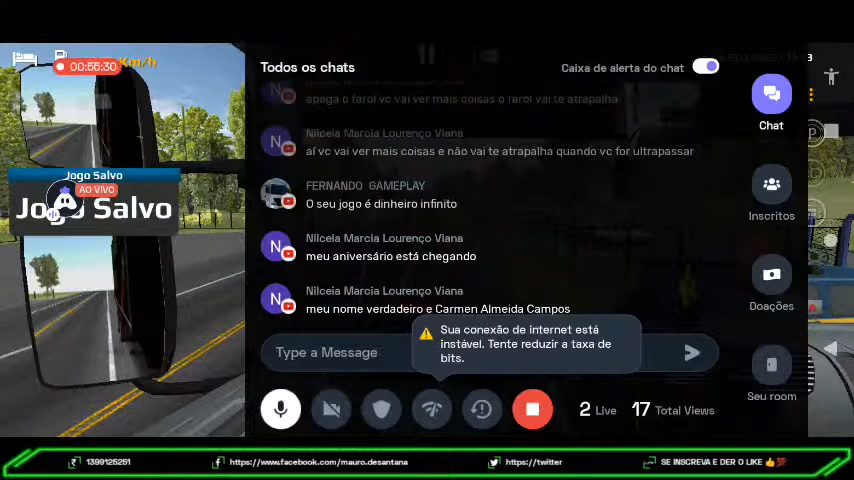 Km/h
00:55:30
Todos os chats
Caixa de alerta do chat
apaga o farol vc vai ver mais coisas o farol vai te atrapalha
Chat
Nilceia Marcia Lourenço Viana
aí vc vai ver mais coisas e não vai te atrapalha quando vc for ultrapassar
Jogo Salvo
AO VIVO
Jogo Salvo
FERNANDO GAMEPLAY
O seu jogo é dinheiro infinito
Inscritos
Nilceia Marcia Lourenço Viana
meu aniversário está chegando
Nilceia Marcia Lourenço Viana
meu nome verdadeiro e Carmen Almeida Campos
Doações
Sua conexão de internet está
instável. Tente reduzir a taxa de
bits.
Type a Message
Seu room
2 Live 17 Total Views
1399125251
https://www.facebook.com/mauro.desantana
https://twitter
SE INSCREVA E DER O LIKE 👍💯